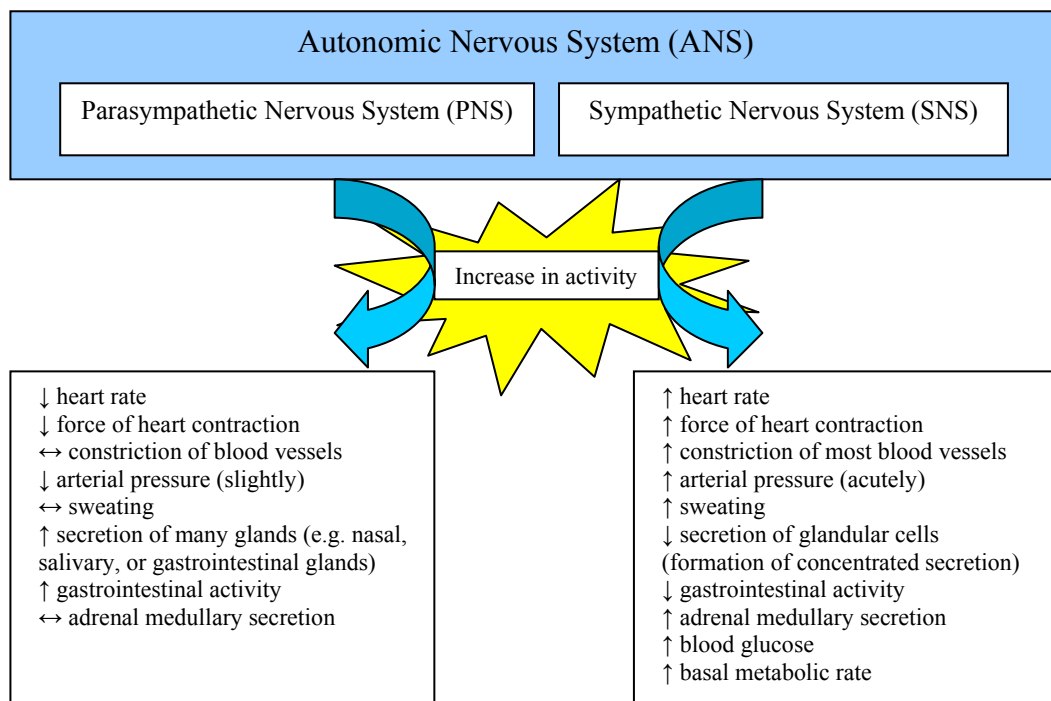 Autonomic Nervous System (ANS)
Parasympathetic Nervous System (PNS)
Sympathetic Nervous System (SNS)
Increase in activity
↓ heart rate
↓ force of heart contraction
↔ constriction of blood vessels
↓ arterial pressure (slightly)
↔ sweating
↑ secretion of many glands (e.g. nasal,
salivary, or gastrointestinal glands)
↑ gastrointestinal activity
↔ adrenal medullary secretion
↑ heart rate
↑ force of heart contraction
↑ constriction of most blood vessels
↑ arterial pressure (acutely)
↑ sweating
↓ secretion of glandular cells
(formation of concentrated secretion)
↓ gastrointestinal activity
↑ adrenal medullary secretion
↑ blood glucose
↑ basal metabolic rate